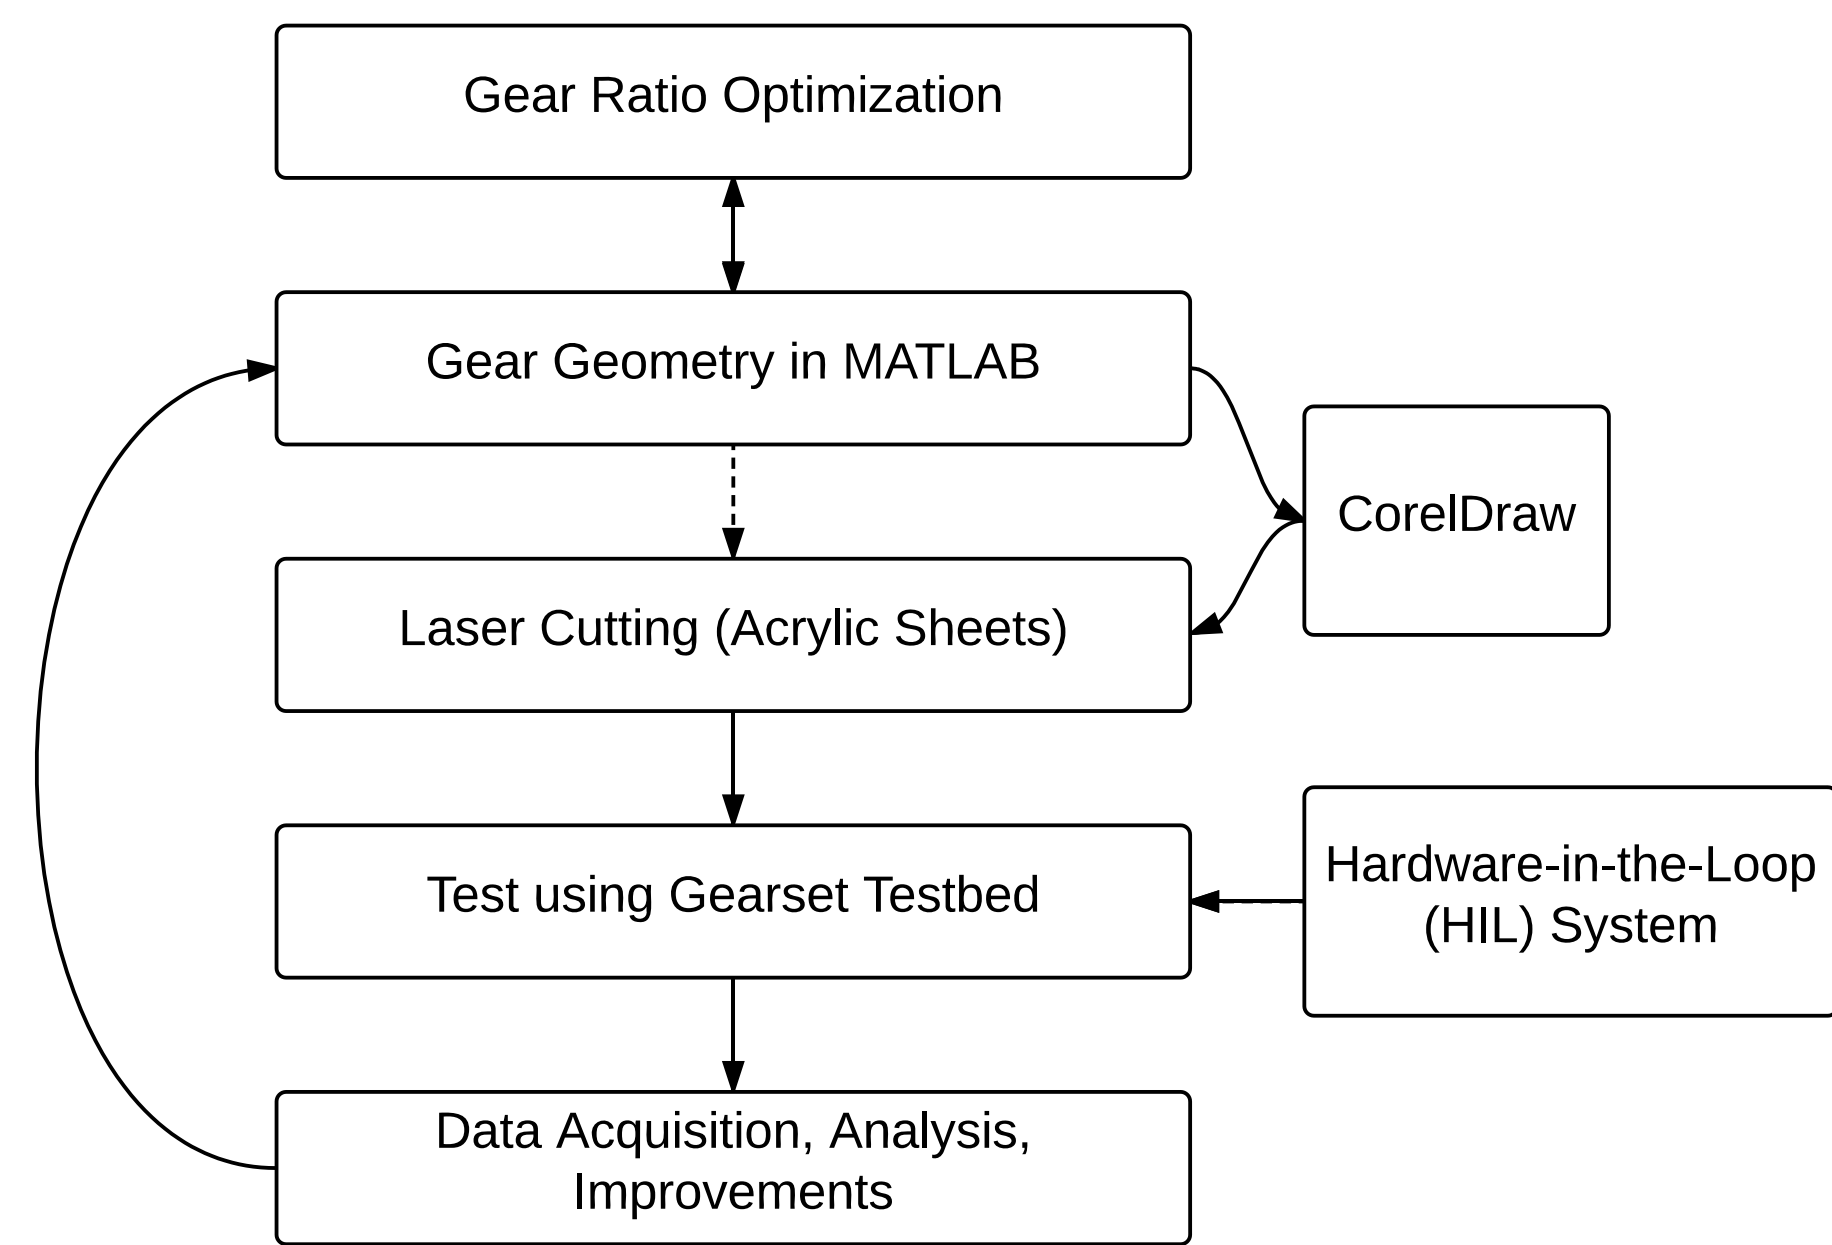 Gear Ratio Optimization
Gear Geometry in MATLAB
CorelDraw
Laser Cutting (Acrylic Sheets)
Test using Gearset Testbed
Hardware-in-the-Loop
(HIL) System
Data Acquisition, Analysis,
Improvements